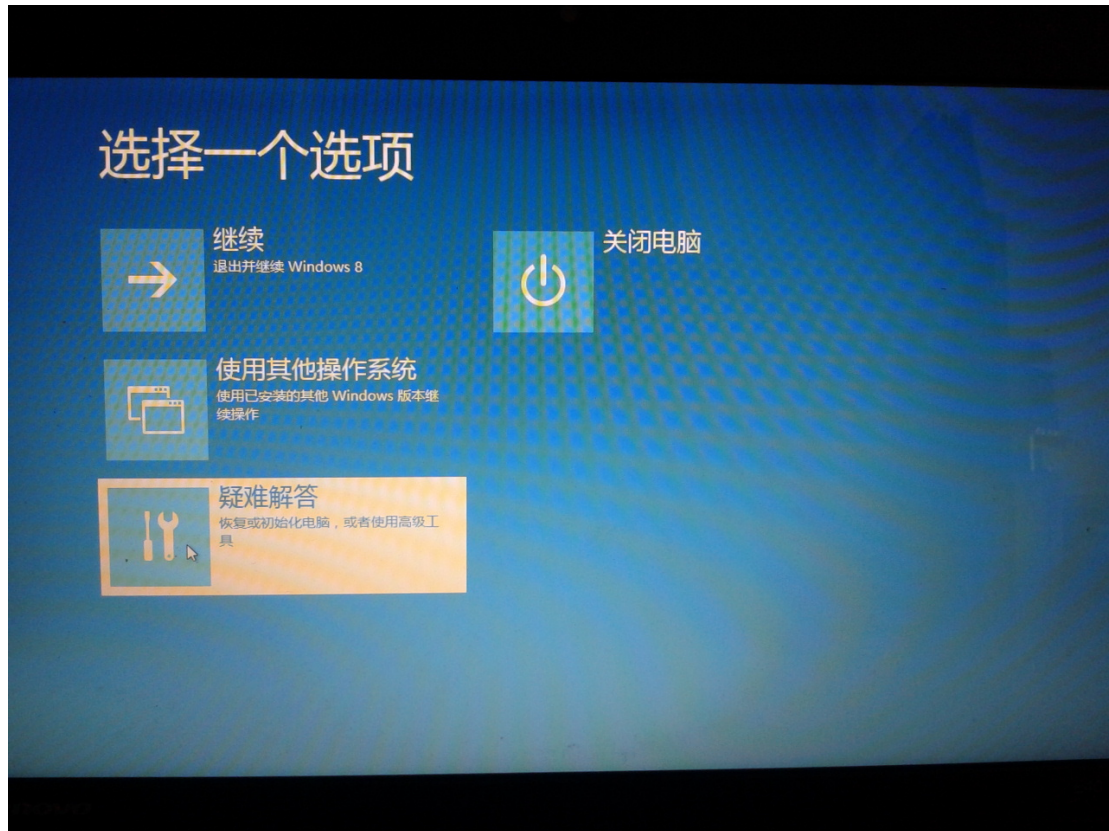 选择一个选项
继续
退出并继续 Windows 8
关闭电脑
使用其他操作系统
使用已安装的其他 Windows 版本继
续操作
疑难解答
恢复或初始化电脑，或者使用高级工
具